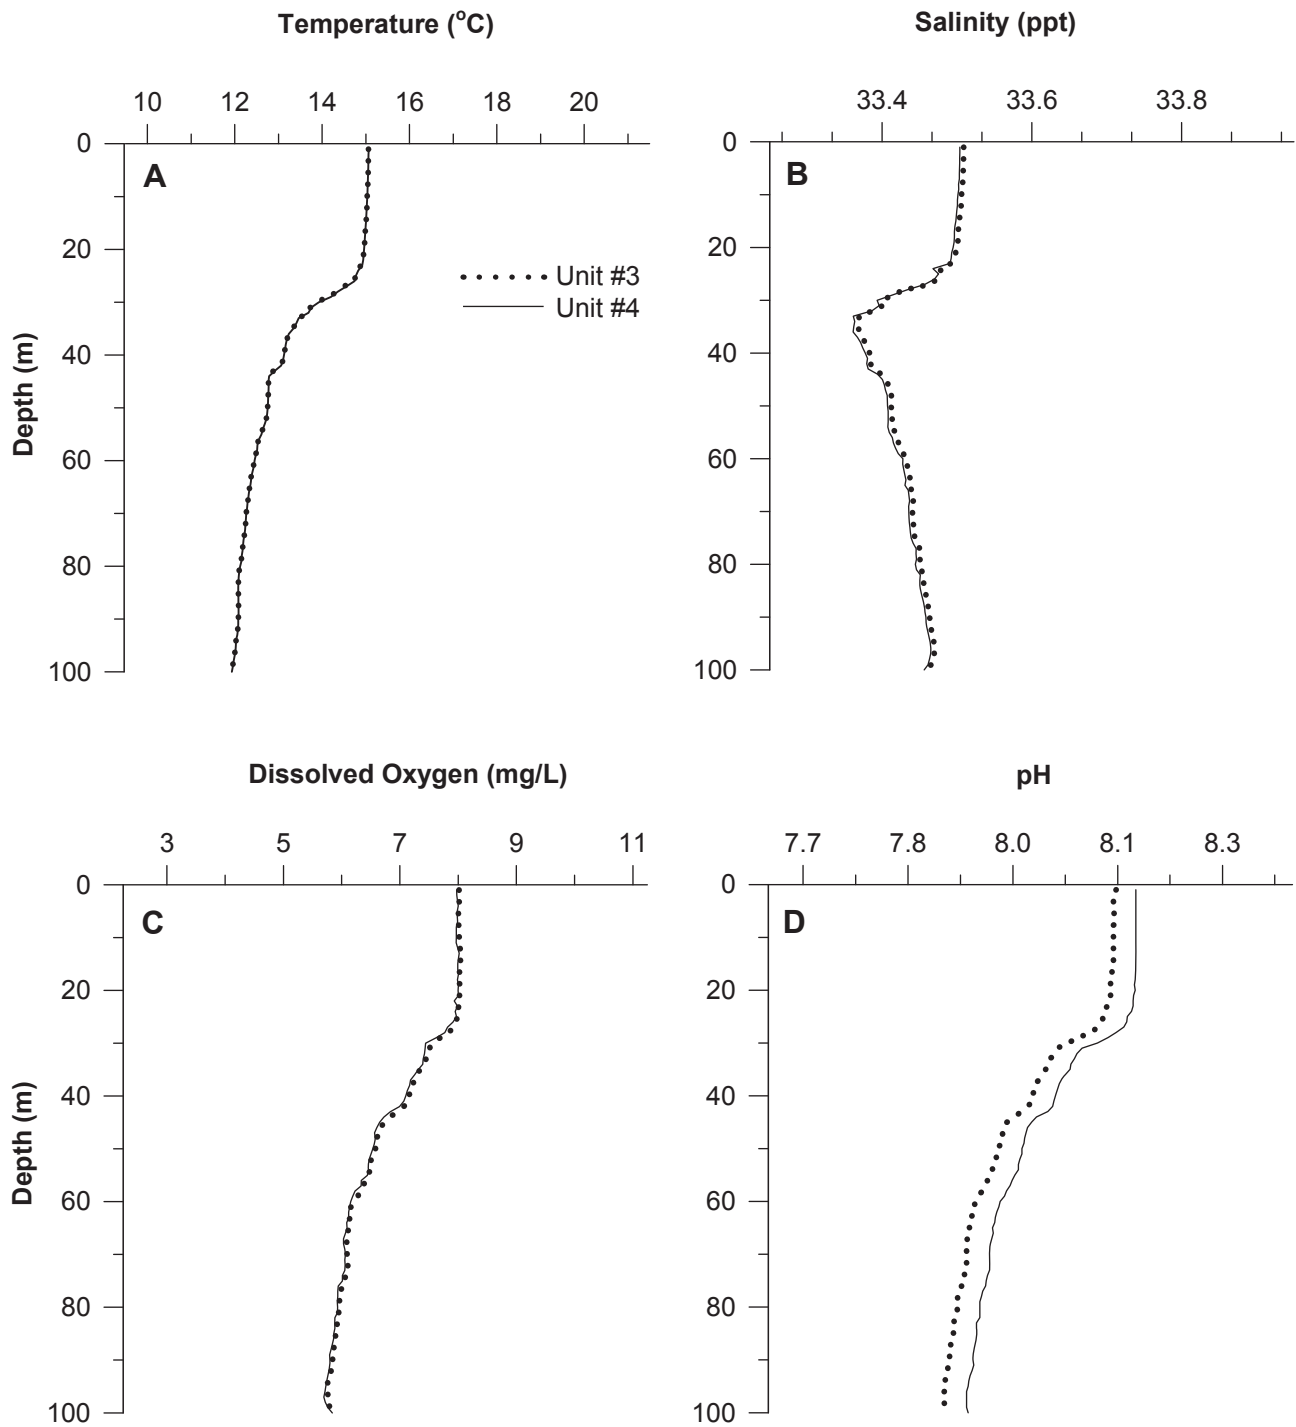 Temperature (°C)
Salinity (ppt)
10 12 14 16 18 20
33.4 33.6 33.8
A
B
0
20
40
60
80
100
Depth (m)
Unit #3
Unit #4
0
20
40
60
80
100
Dissolved Oxygen (mg/L)
pH
3 5 7 9 11
7.7 7.8 8.0 8.1 8.3
C
D
0
20
40
60
80
100
Depth (m)
0
20
40
60
80
100